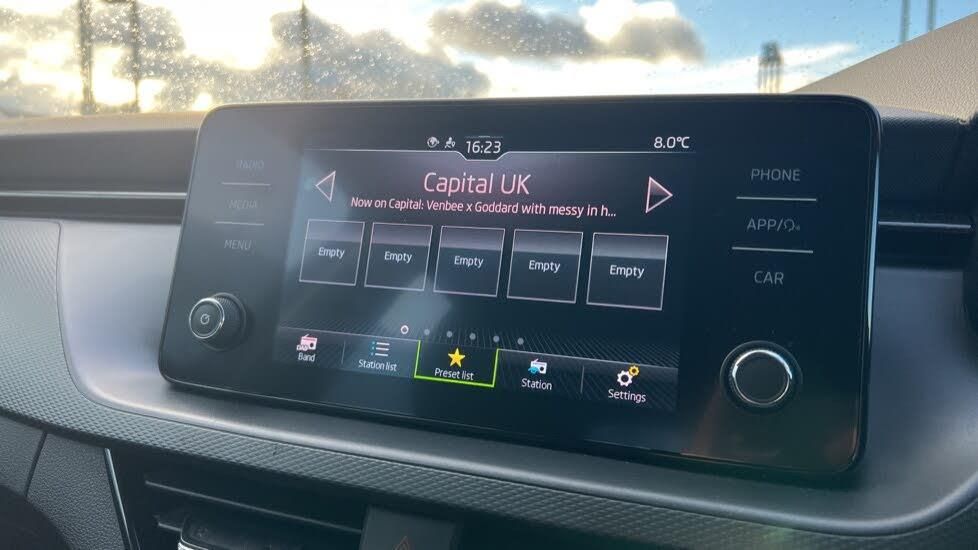 16:23
8.0°C
RADIO
MEDIA
MENU
Capital UK
Now on Capital: Venbee x Goddard with messy in h...
Empty
Empty
Empty
Empty
Empty
DAB
Band
Station list
Preset list
Station
Settings
PHONE
APP/
CAR